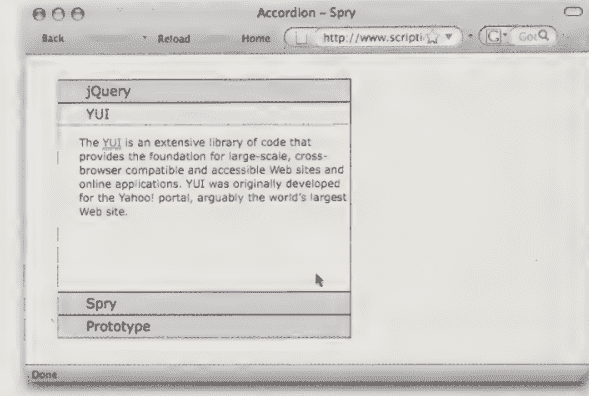 Accordion – Spry
Back Reload Home http://www.scripti G
jQuery
YUI
The YUI is an extensive library of code that
provides the foundation for large-scale, cross-
browser compatible and accessible Web sites and
online applications. YUI was originally developed
for the Yahoo! portal, arguably the world's largest
Web site.
Spry
Prototype
Done